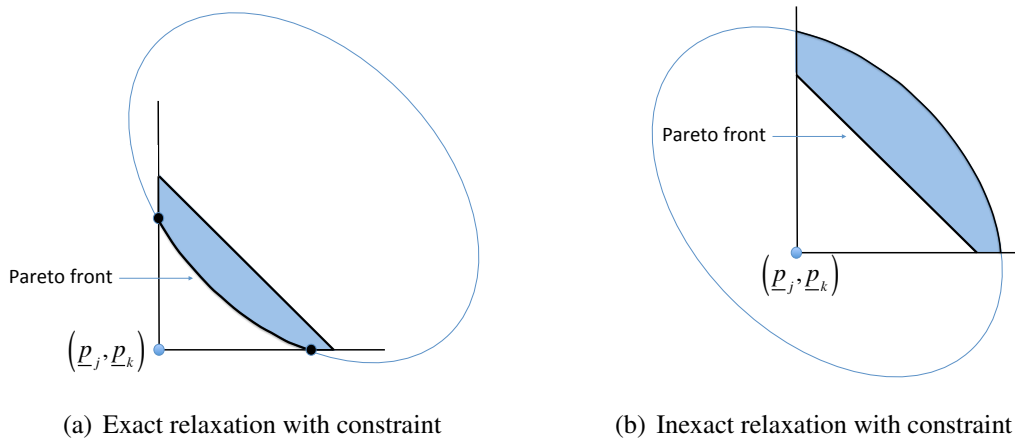 Pareto front
(p_j, p_k)
(a) Exact relaxation with constraint
Pareto front
(p_j, p_k)
(b) Inexact relaxation with constraint